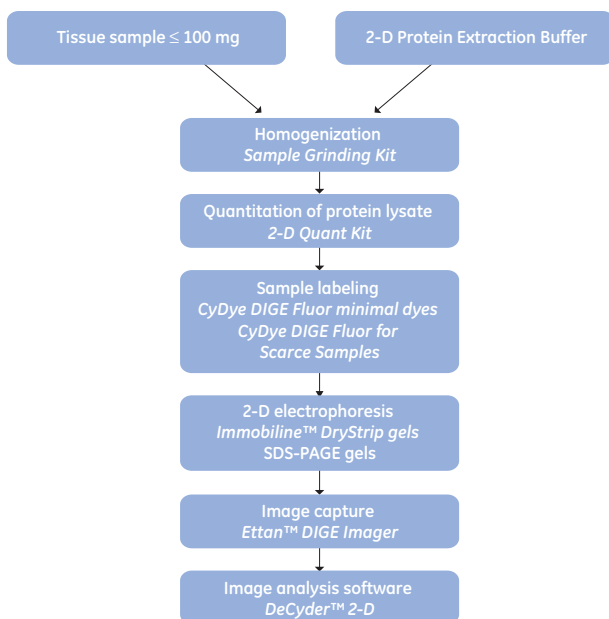 Tissue sample ≤ 100 mg
2-D Protein Extraction Buffer
Homogenization
Sample Grinding Kit
Quantitation of protein lysate
2-D Quant Kit
Sample labeling
CyDye DIGE Fluor minimal dyes
CyDye DIGE Fluor for
Scarce Samples
2-D electrophoresis
Immobiline™ DryStrip gels
SDS-PAGE gels
Image capture
Ettan™ DIGE Imager
Image analysis software
DeCyder™ 2-D